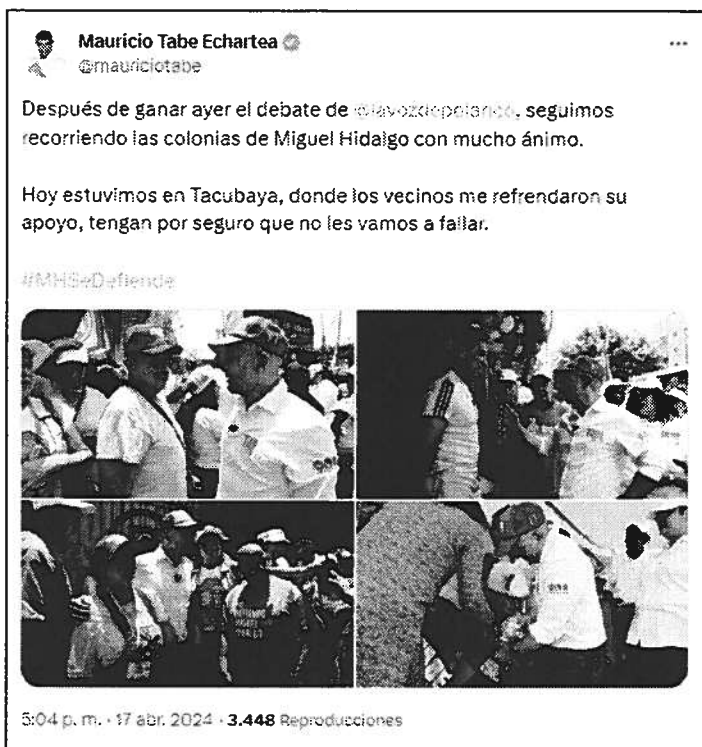 Mauricio Tabe Echartea
@mauriciotabe
Después de ganar ayer el debate de @lavozdepolanco, seguimos
recorriendo las colonias de Miguel Hidalgo con mucho ánimo.
Hoy estuvimos en Tacubaya, donde los vecinos me refrendaron su
apoyo, tengan por seguro que no les vamos a fallar.
#MHSeDefiende
5:04 p. m. · 17 abr. 2024 · 3.448 Reproducciones